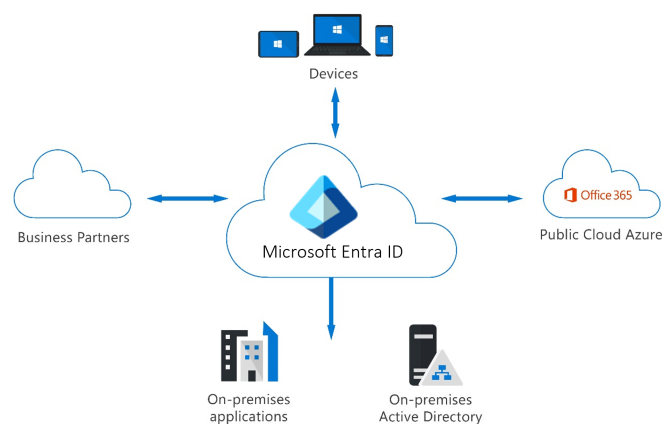 Devices
Business Partners
Microsoft Entra ID
Office 365
Public Cloud Azure
On-premises
applications
On-premises
Active Directory